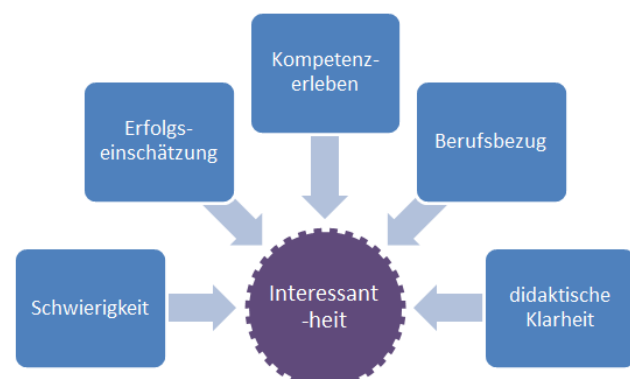 Kompetenz-
erleben
Erfolgs-
einschätzung
Berufsbezug
Schwierigkeit
Interessant
-heit
didaktische
Klarheit